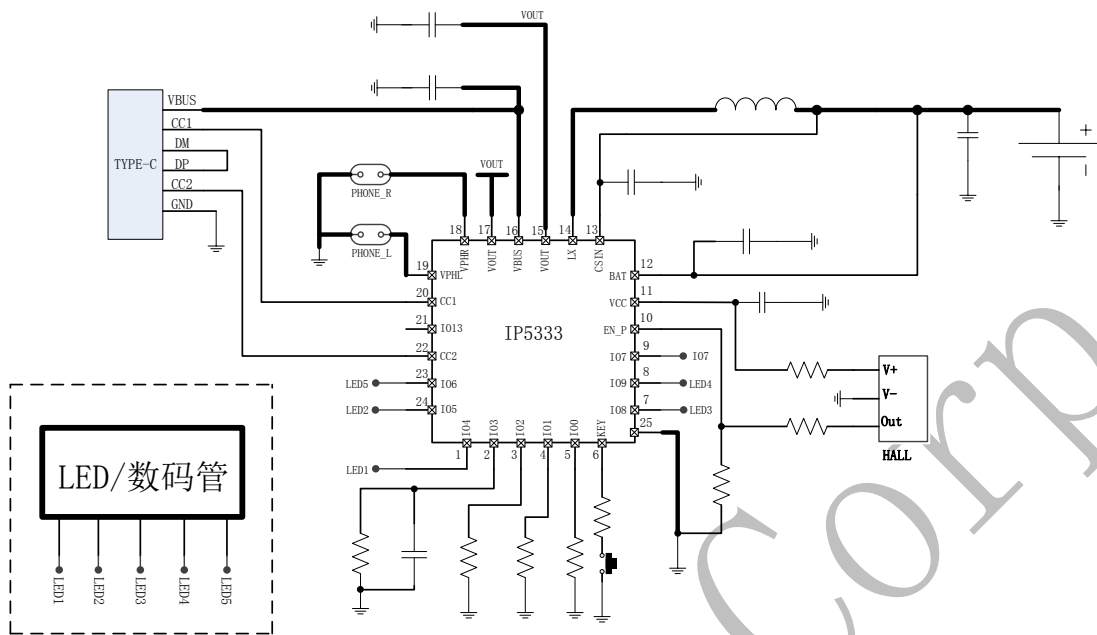 VOUT
VBUS
CC1
DM
DP
CC2
GND
TYPE-C
PHONE_R
PHONE_L
VOUT
18
17
16
15
14
13
VPHR
VOUT
VBUS
VOUT
LX
CSIN
19
VPHL
20
CC1
21
IO13
22
CC2
23
IO6
24
IO5
LED5
LED2
IP5333
12
BAT
11
VCC
10
EN_P
9
IO7
IO7
8
IO9
LED4
7
IO8
LED3
25
IO4
IO3
IO2
IO1
IO0
KEY
1
2
3
4
5
6
LED1
+
-
V+
V-
Out
HALL
LED/数码管
LED1
LED2
LED3
LED4
LED5
Corp